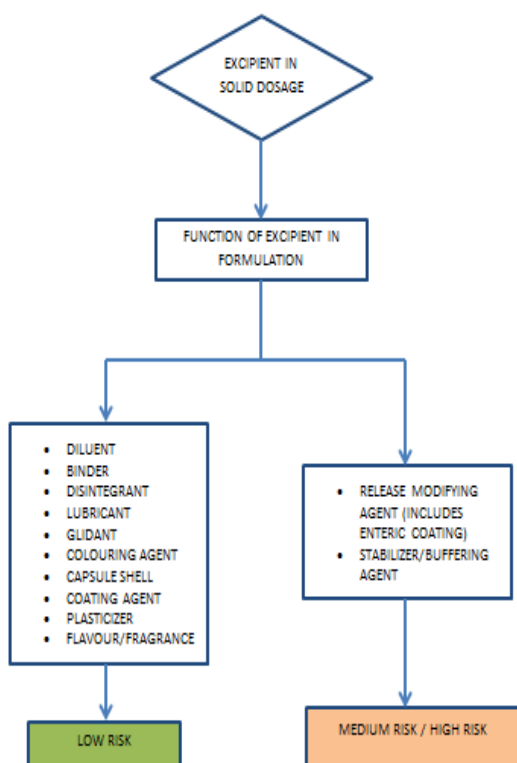 EXCIPIENT IN
SOLID DOSAGE
FUNCTION OF EXCIPIENT IN
FORMULATION
• DILUENT
• BINDER
• DISINTEGRANT
• LUBRICANT
• GLIDANT
• COLOURING AGENT
• CAPSULE SHELL
• COATING AGENT
• PLASTICIZER
• FLAVOUR/FRAGRANCE
• RELEASE MODIFYING
AGENT (INCLUDES
ENTERIC COATING)
• STABILIZER/BUFFERING
AGENT
LOW RISK
MEDIUM RISK / HIGH RISK